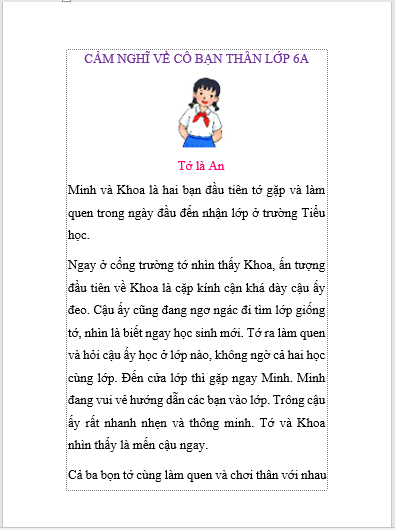 CẢM NGHĨ VỀ CÔ BẠN THÂN LỚP 6A
Tớ là An
Minh và Khoa là hai bạn đầu tiên tớ gặp và làm
quen trong ngày đầu đến nhận lớp ở trường Tiểu
học.
Ngay ở cổng trường tớ nhìn thấy Khoa, ấn tượng
đầu tiên về Khoa là cặp kính cận khá dày cậu ấy
đeo. Cậu ấy cũng đang ngơ ngác đi tìm lớp giống
tớ, nhìn là biết ngay học sinh mới. Tớ ra làm quen
và hỏi cậu ấy học ở lớp nào, không ngờ cả hai học
cùng lớp. Đến cửa lớp thì gặp ngay Minh. Minh
đang vui vẻ hướng dẫn các bạn vào lớp. Trông cậu
ấy rất nhanh nhẹn và thông minh. Tớ và Khoa
nhìn thấy là mến cậu ngay.
Cả ba bọn tớ cùng làm quen và chơi thân với nhau